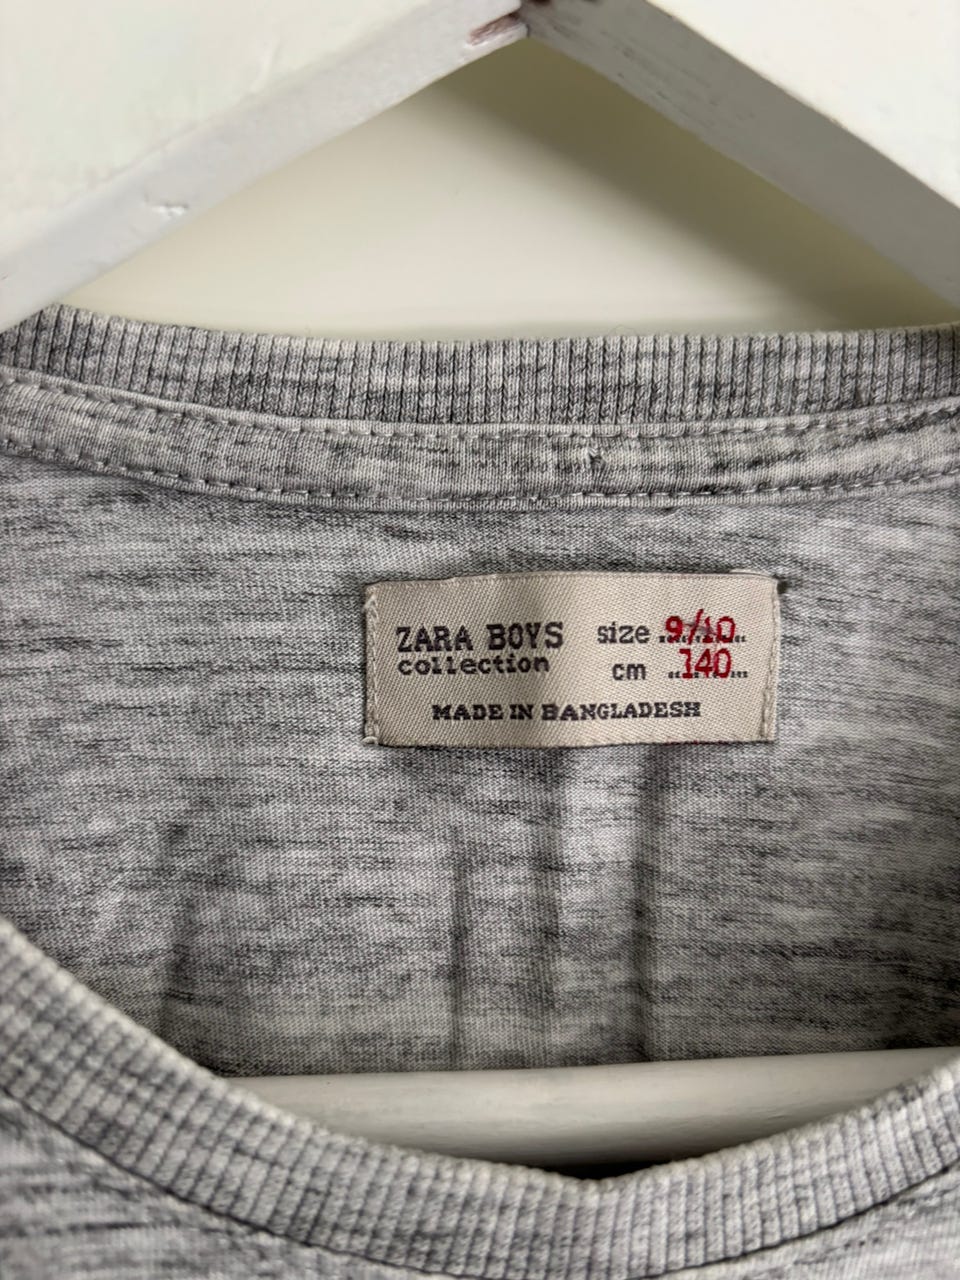 ZARA BOYS size 9/10
collection cm 140
MADE IN BANGLADESH